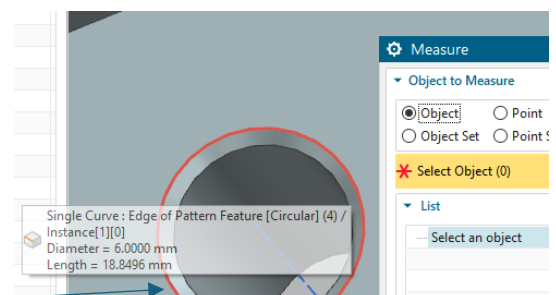 Measure
Object to Measure
Object
Point
Object Set
Point S
Select Object (0)
List
Select an object
Single Curve : Edge of Pattern Feature [Circular] (4) /
Instance[1][0]
Diameter = 6.0000 mm
Length = 18.8496 mm